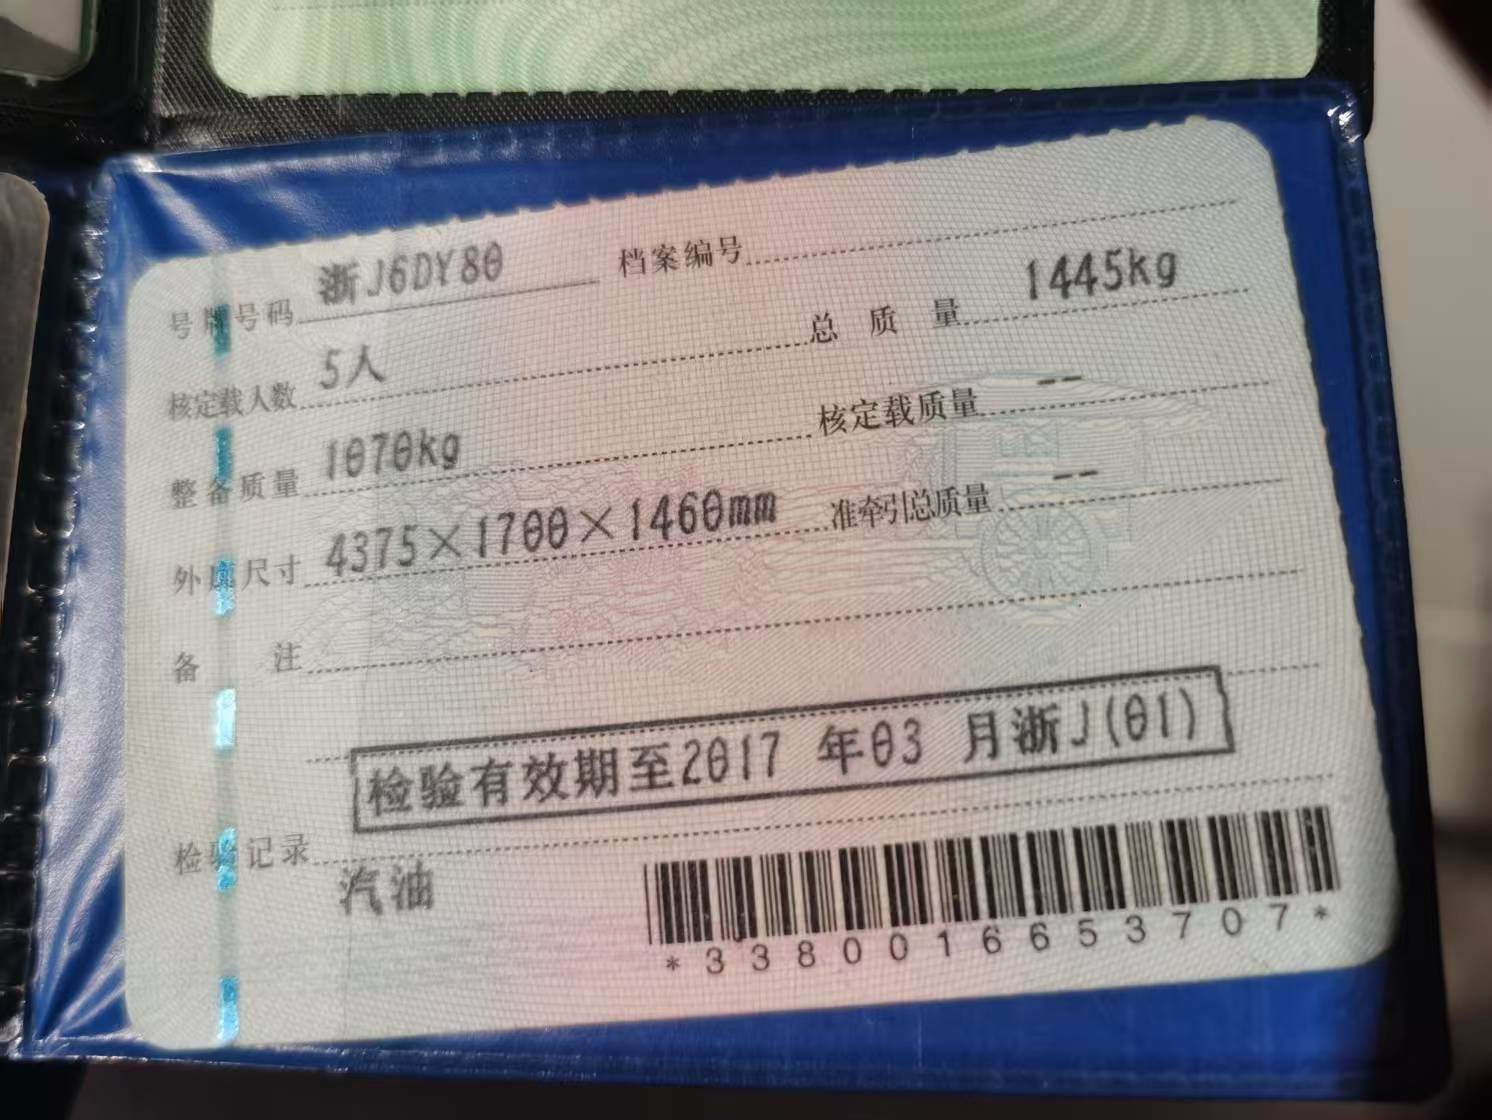 号牌号码 浙J6DY80 档案编号
核定载人数 5人 总质量 1445kg
整备质量 1070kg 核定载质量 --
外廓尺寸 4375×1700×1460mm 准牵引总质量 --
备注
检验有效期至2017 年03 月浙J(01)
检验记录
汽油
*3380016653707*